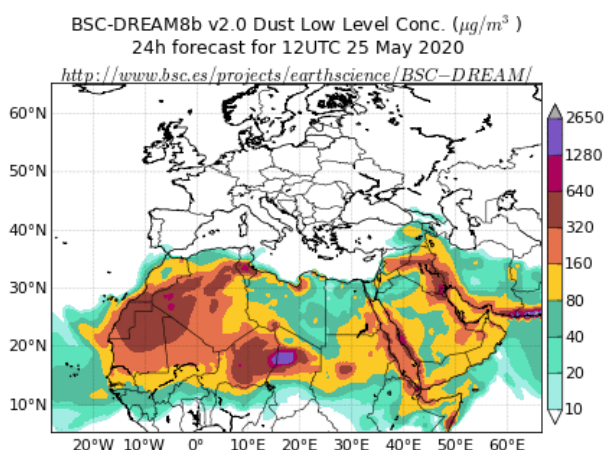 BSC-DREAM8b v2.0 Dust Low Level Conc. (μg/m³ )
24h forecast for 12UTC 25 May 2020
http://www.bsc.es/projects/earthscience/BSC−DREAM/
60°N
50°N
40°N
30°N
20°N
10°N
20°W
10°W
0°
10°E
20°E
30°E
40°E
50°E
60°E
2650
1280
640
320
160
80
40
20
10